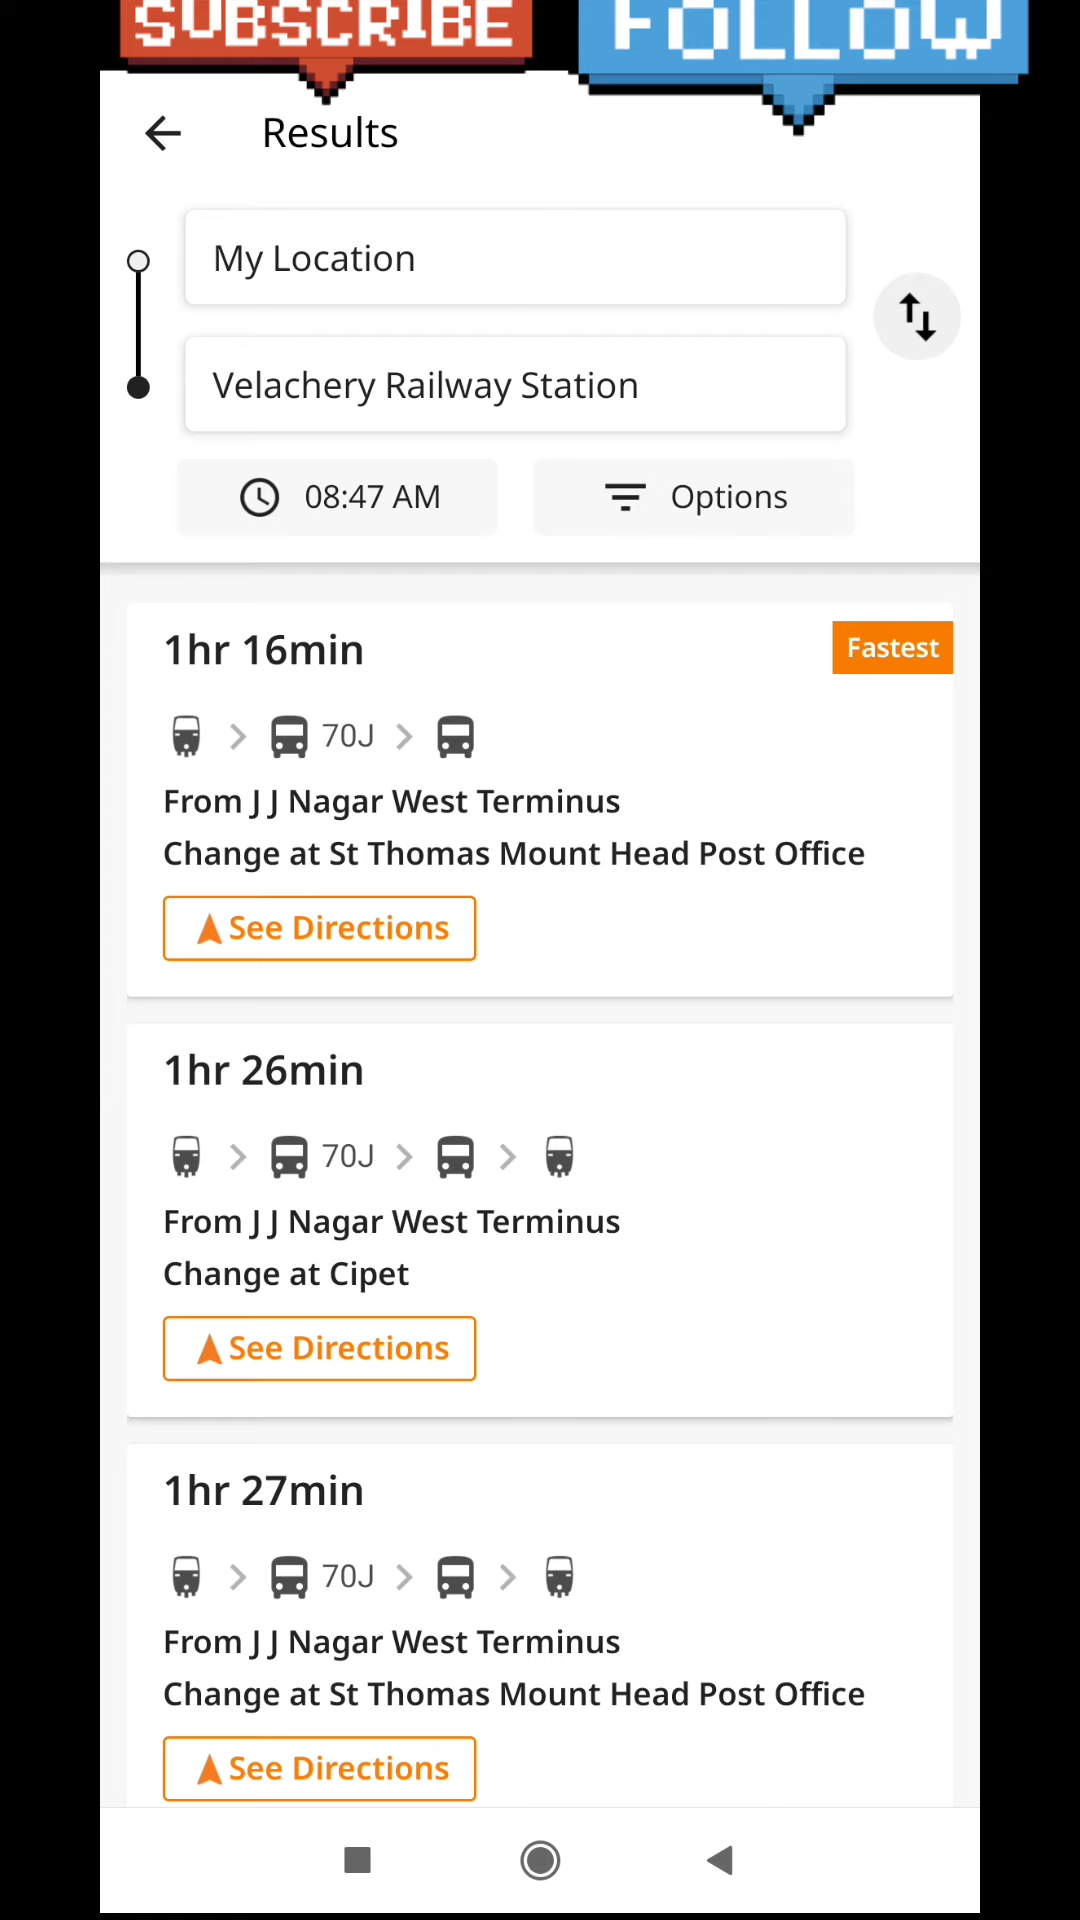 SUBSCRIBE
FOLLOW
Results
My Location
Velachery Railway Station
08:47 AM
Options
1hr 16min
Fastest
70J
From J J Nagar West Terminus
Change at St Thomas Mount Head Post Office
See Directions
1hr 26min
70J
From J J Nagar West Terminus
Change at Cipet
See Directions
1hr 27min
70J
From J J Nagar West Terminus
Change at St Thomas Mount Head Post Office
See Directions